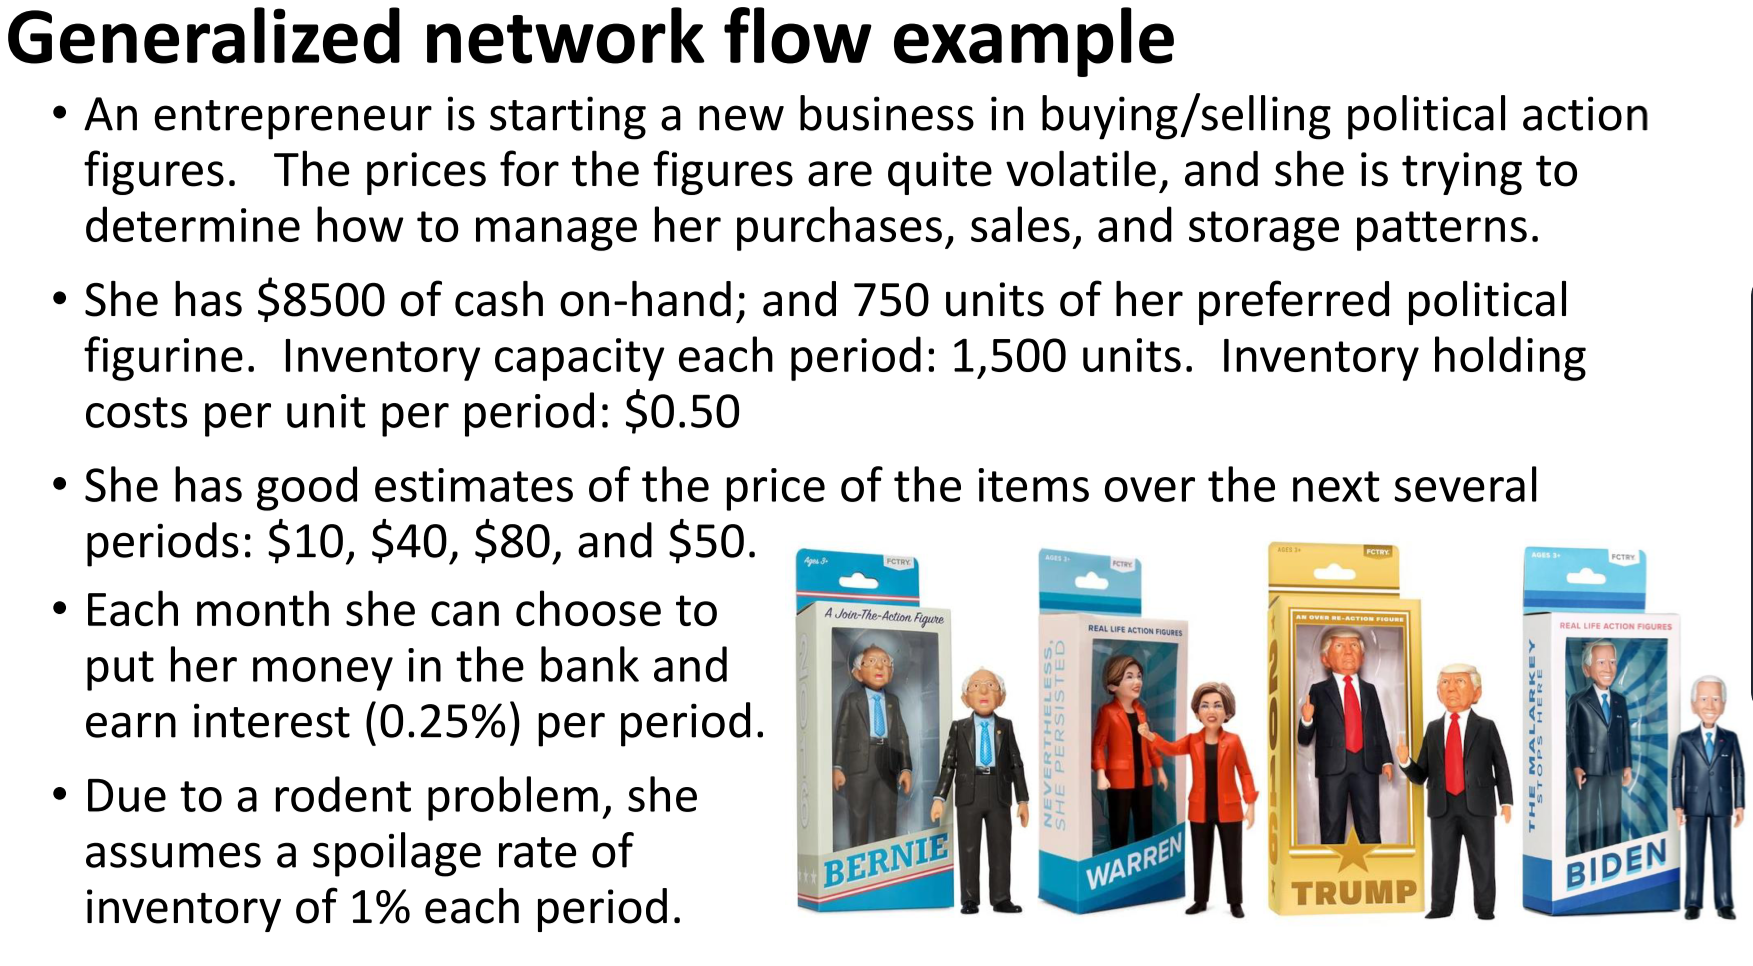 Generalized network flow example
• An entrepreneur is starting a new business in buying/selling political action
figures. The prices for the figures are quite volatile, and she is trying to
determine how to manage her purchases, sales, and storage patterns.
• She has $8500 of cash on-hand; and 750 units of her preferred political
figurine. Inventory capacity each period: 1,500 units. Inventory holding
costs per unit per period: $0.50
• She has good estimates of the price of the items over the next several
periods: $10, $40, $80, and $50.
• Each month she can choose to
put her money in the bank and
earn interest (0.25%) per period.
• Due to a rodent problem, she
assumes a spoilage rate of
inventory of 1% each period.
Ages 3+
FCTRY.
A Join-The-Action Figure
BERNIE
AGES 3+
FCTRY.
REAL LIFE ACTION FIGURES
NEVERTHELESS,
SHE PERSISTED
WARREN
AGES 3+
FCTRY.
AN OVER RE-ACTION FIGURE
TRUMP
AGES 3+
FCTRY.
REAL LIFE ACTION FIGURES
THE MALARKEY
STOPS HERE
BIDEN